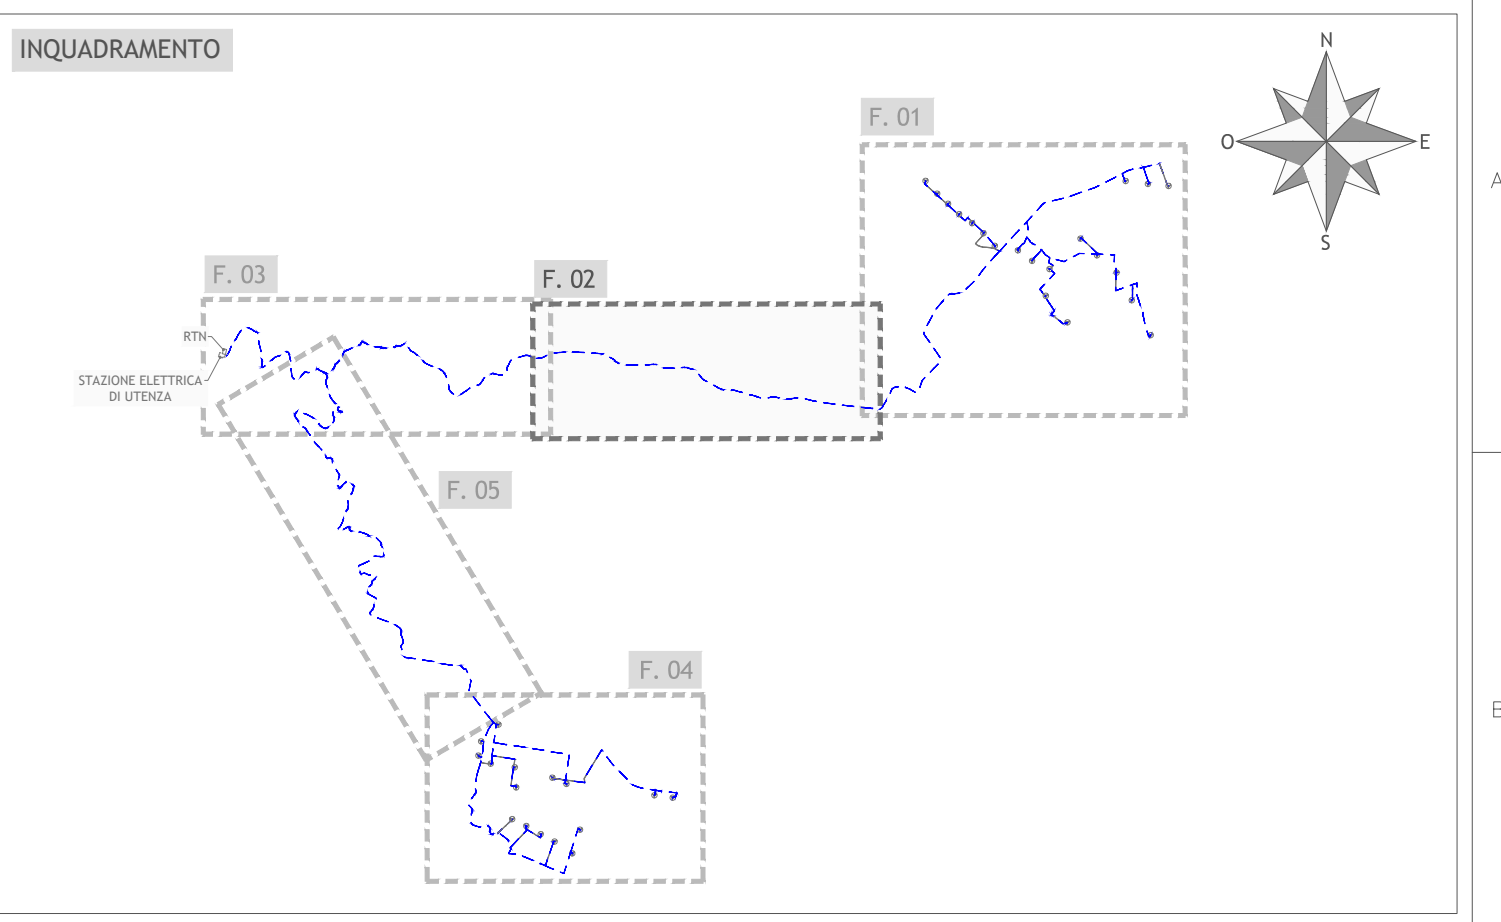 INQUADRAMENTO
N
O
E
S
F. 01
A
F. 03
F. 02
RTN
STAZIONE ELETTRICA
DI UTENZA
F. 05
F. 04
B